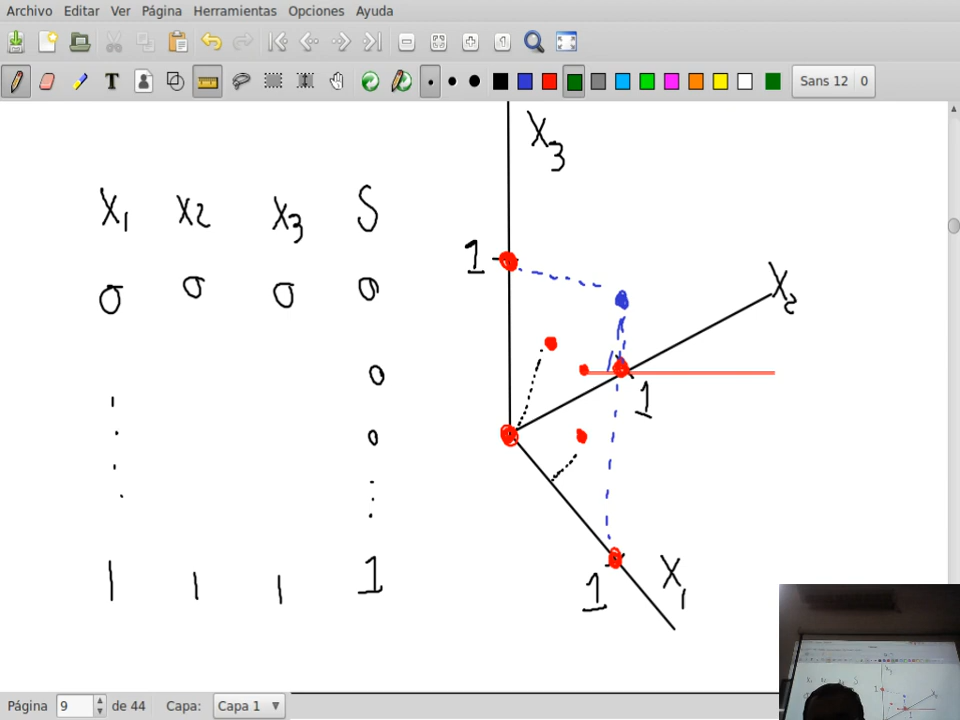 Archivo Editar Ver Página Herramientas Opciones Ayuda
Sans 12 0
X3
X1 X2 X3 S
1
X2
0 0 0 0
0
1
0
1 1 1 1
1
X1
Página 9 de 44 Capa: Capa 1